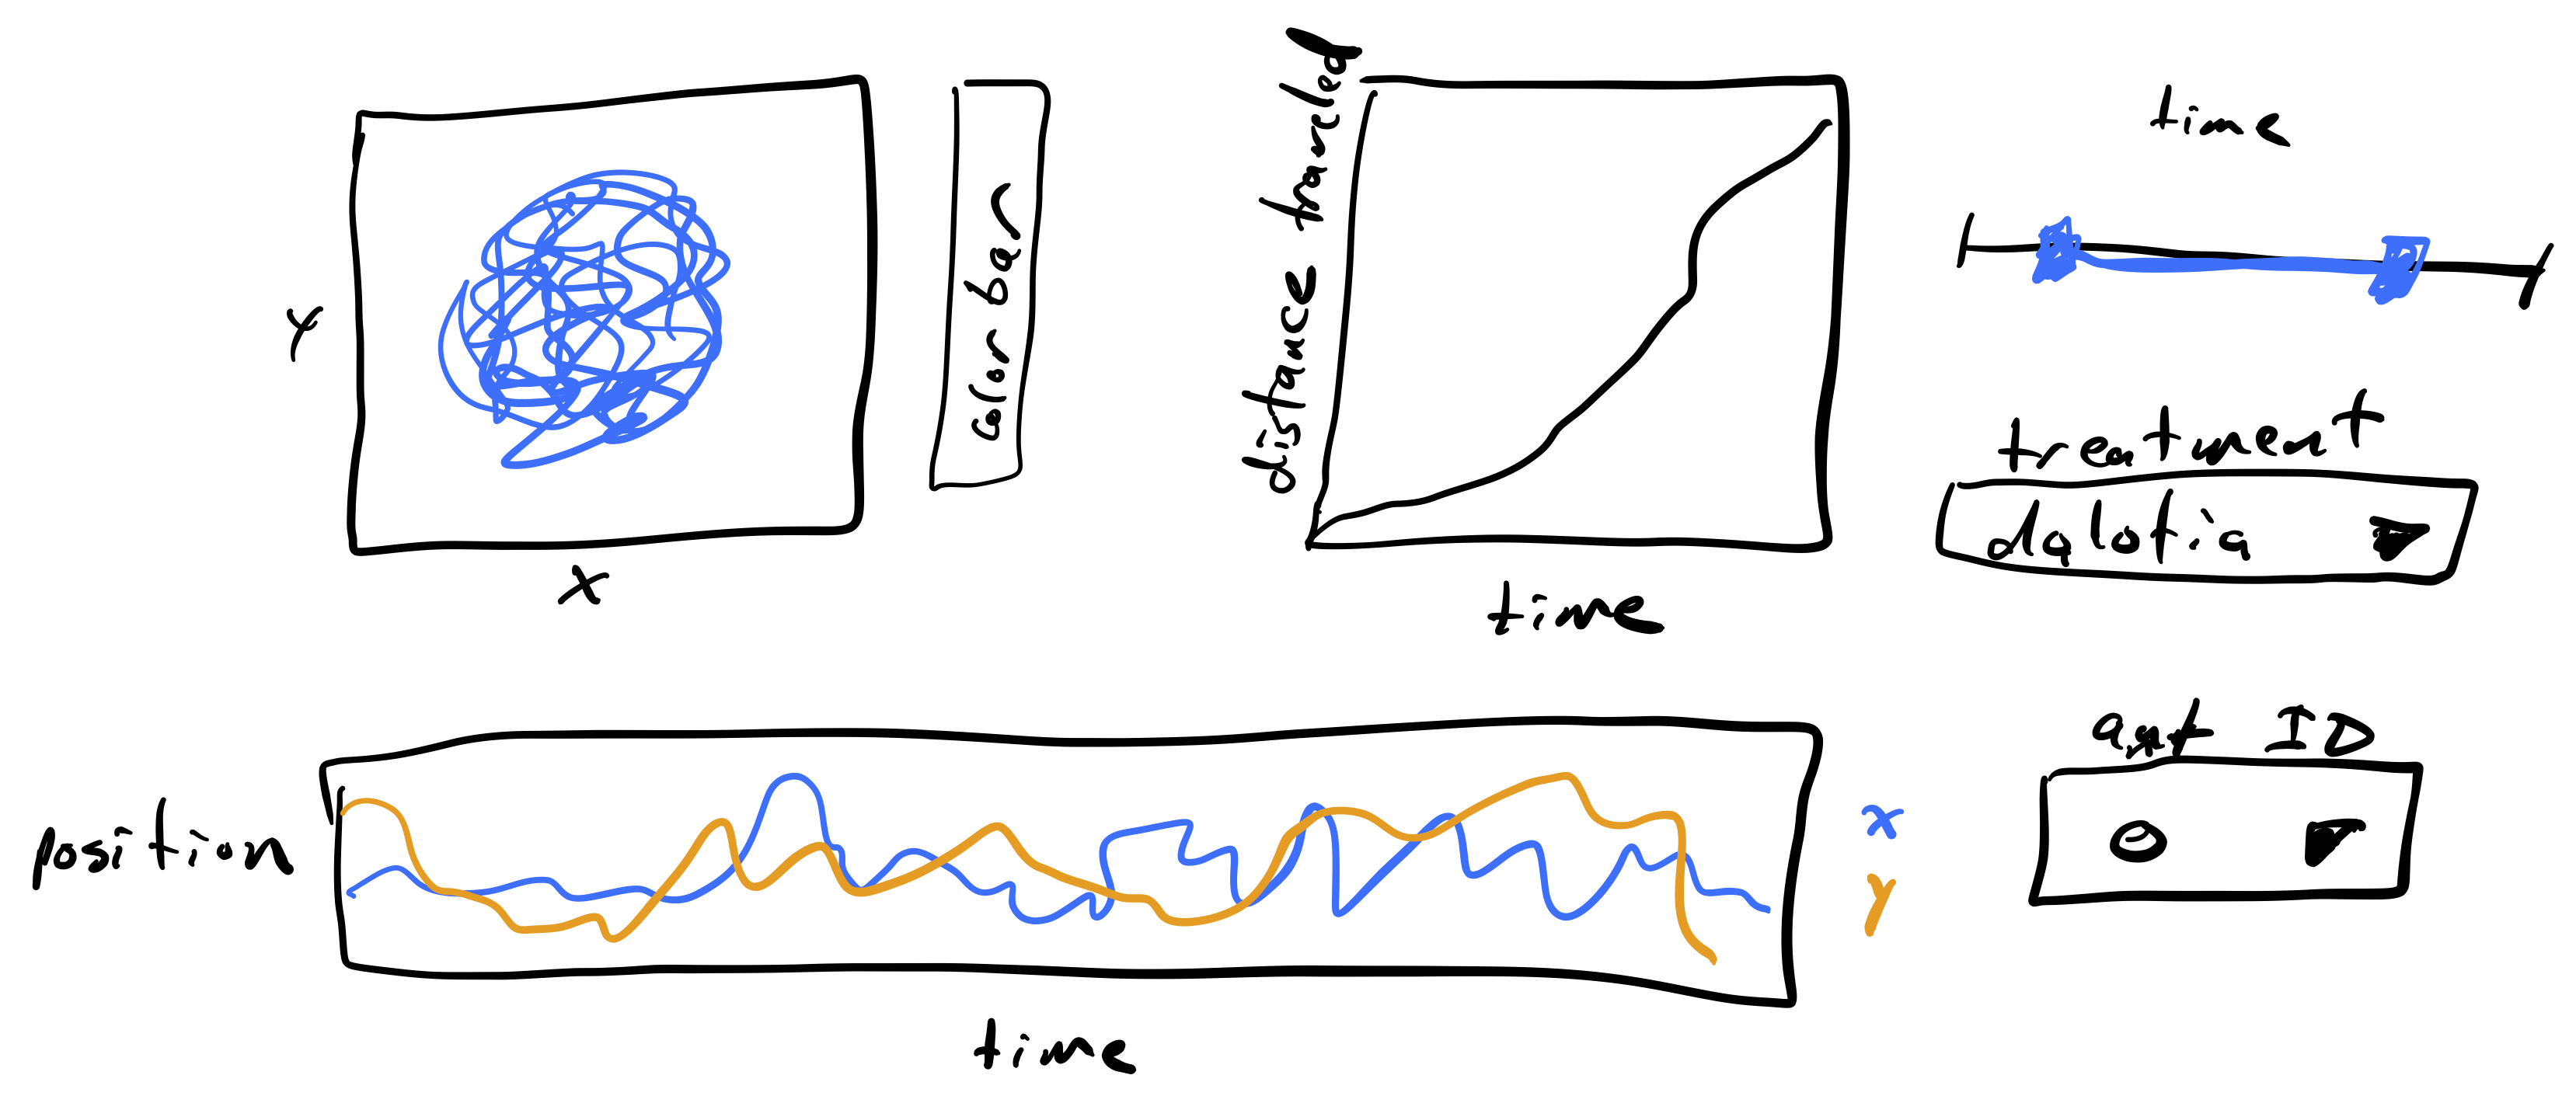 y
x
color bar
distance traveled
time
time
treatment
dalotia
ant ID
0
position
time
x
y